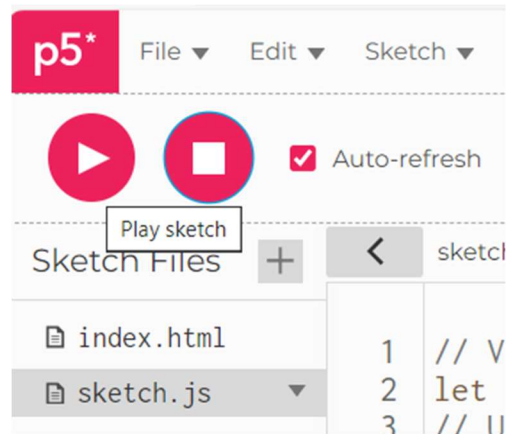 p5* File Edit Sketch
Auto-refresh
Play sketch
Sketch Files
sketch
index.html
1 // V
sketch.js
2 let
3 // U